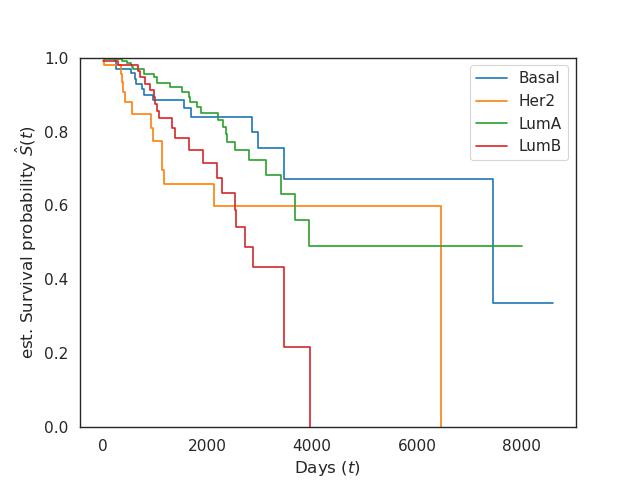 1.0
0.8
0.6
0.4
0.2
0.0
est. Survival probability Ŝ(t)
Basal
Her2
LumA
LumB
0 2000 4000 6000 8000
Days (t)